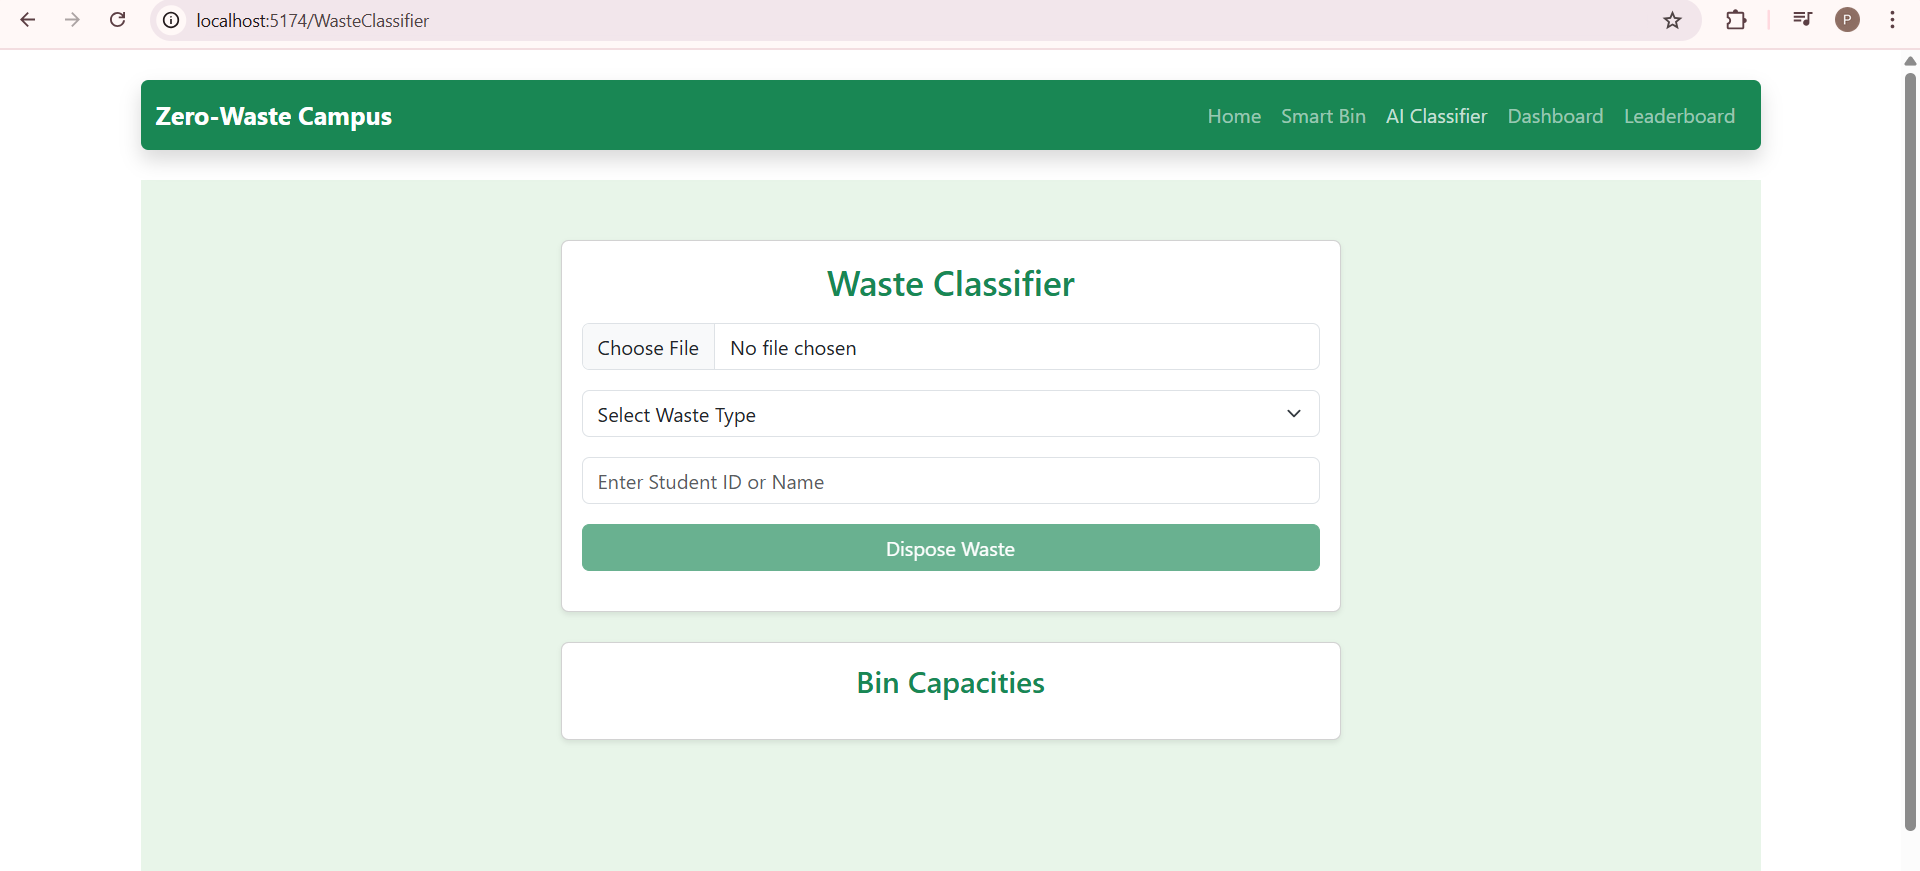 localhost:5174/WasteClassifier
P
Zero-Waste Campus
Home Smart Bin AI Classifier Dashboard Leaderboard
Waste Classifier
Choose File No file chosen
Select Waste Type
Enter Student ID or Name
Dispose Waste
Bin Capacities